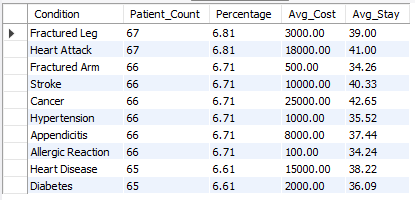 Condition Patient_Count Percentage Avg_Cost Avg_Stay
Fractured Leg 67 6.81 3000.00 39.00
Heart Attack 67 6.81 18000.00 41.00
Fractured Arm 66 6.71 500.00 34.26
Stroke 66 6.71 10000.00 40.33
Cancer 66 6.71 25000.00 42.65
Hypertension 66 6.71 1000.00 35.52
Appendicitis 66 6.71 8000.00 37.44
Allergic Reaction 66 6.71 100.00 34.24
Heart Disease 65 6.61 15000.00 38.22
Diabetes 65 6.61 2000.00 36.09